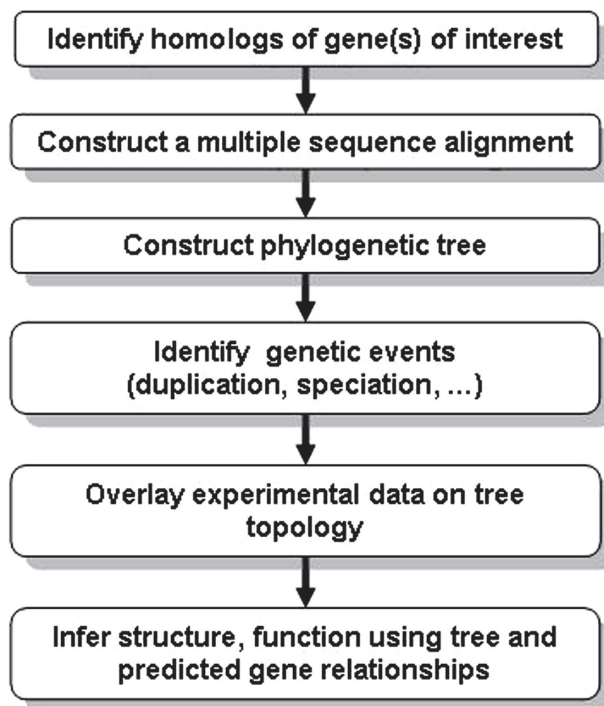 Identify homologs of gene(s) of interest
Construct a multiple sequence alignment
Construct phylogenetic tree
Identify genetic events
(duplication, speciation, ...)
Overlay experimental data on tree
topology
Infer structure, function using tree and
predicted gene relationships